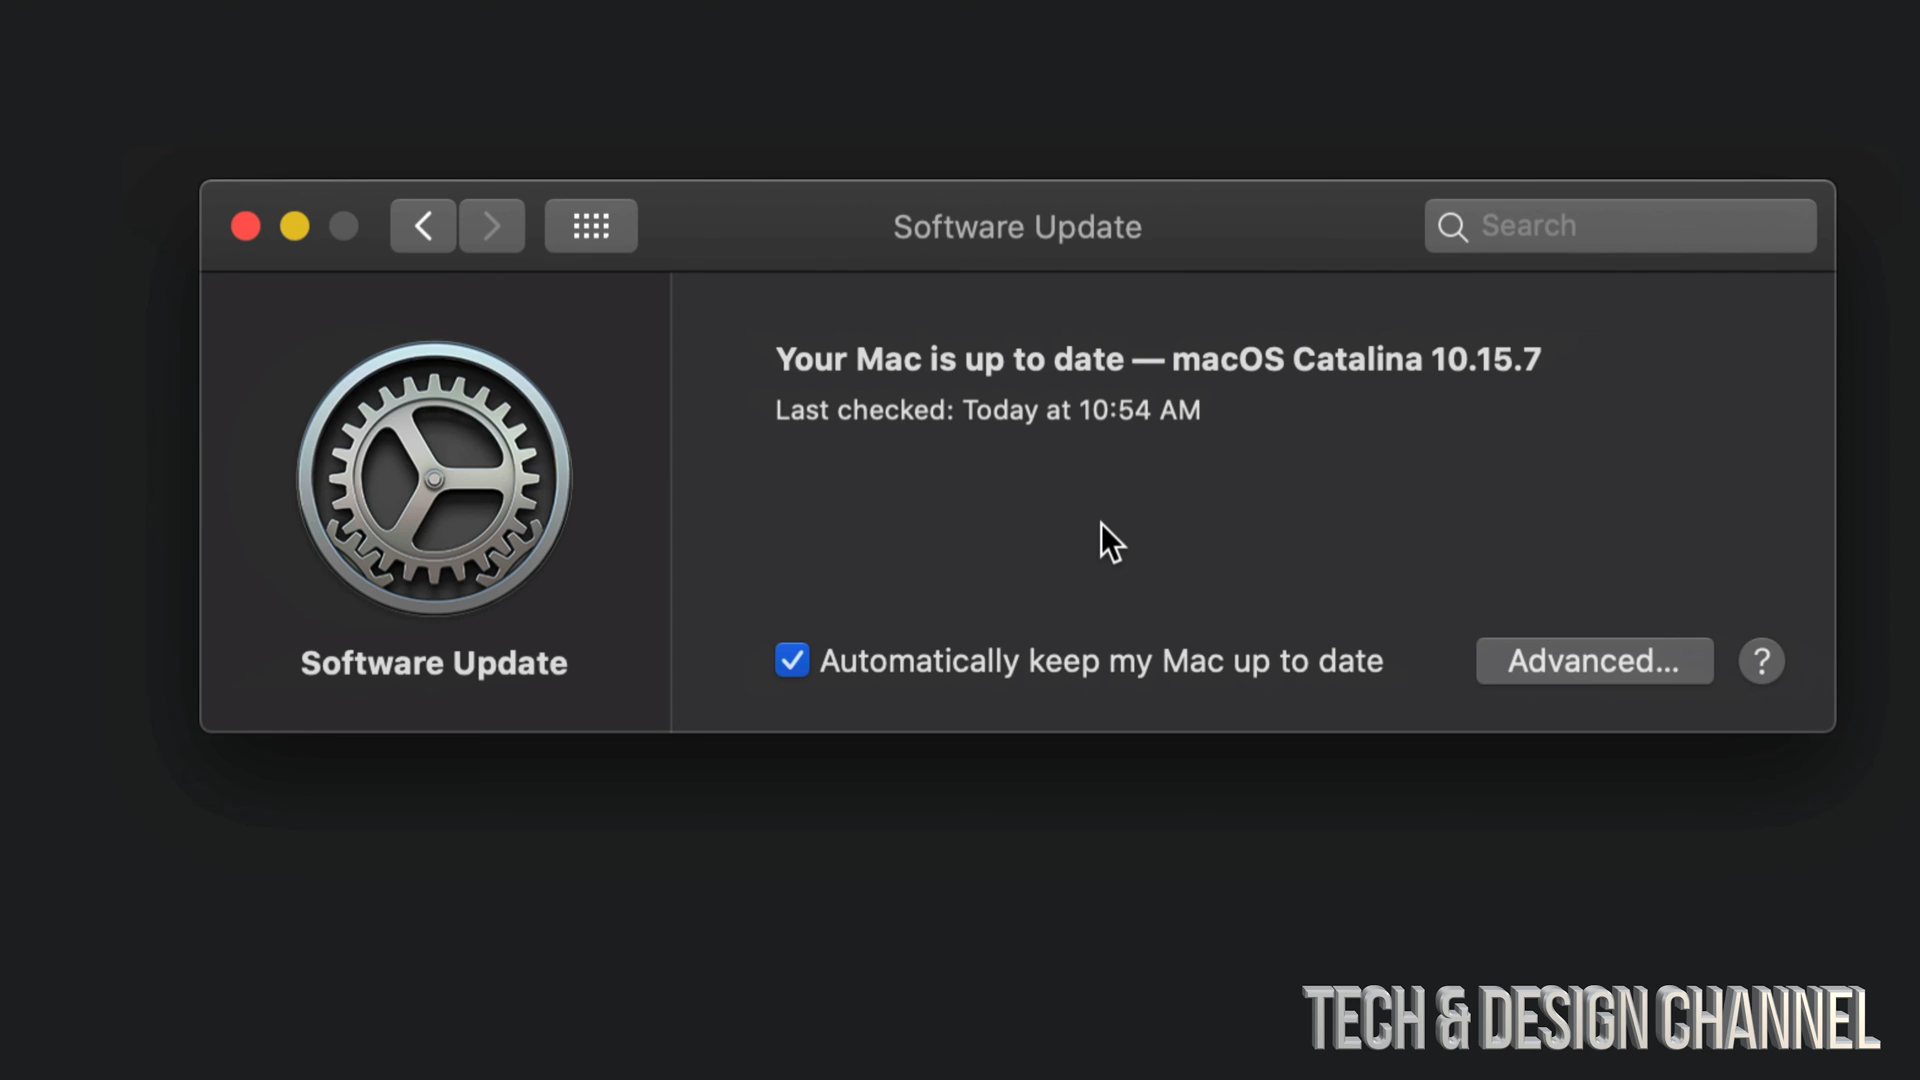 Software Update
Search
Your Mac is up to date — macOS Catalina 10.15.7
Last checked: Today at 10:54 AM
Software Update
Automatically keep my Mac up to date
Advanced...
?
TECH & DESIGN CHANNEL